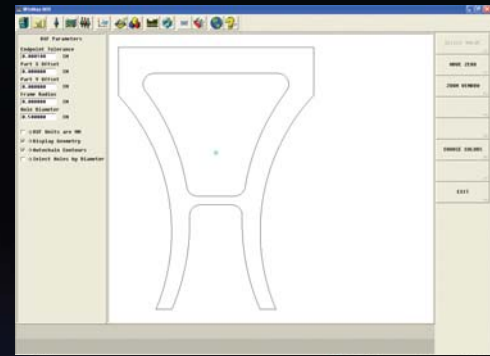 DXF Parameters
Endpoint Tolerance
0.000100 IN
Part X Offset
0.000000 IN
Part Y Offset
0.000000 IN
Frame Radius
0.000000 IN
Hole Diameter
0.500000 IN
DXF Units are MM
Display Geometry
Autochain Contours
Select Holes by Diameter
MOVE ZERO
ZOOM WINDOW
CHANGE COLORS
EXIT